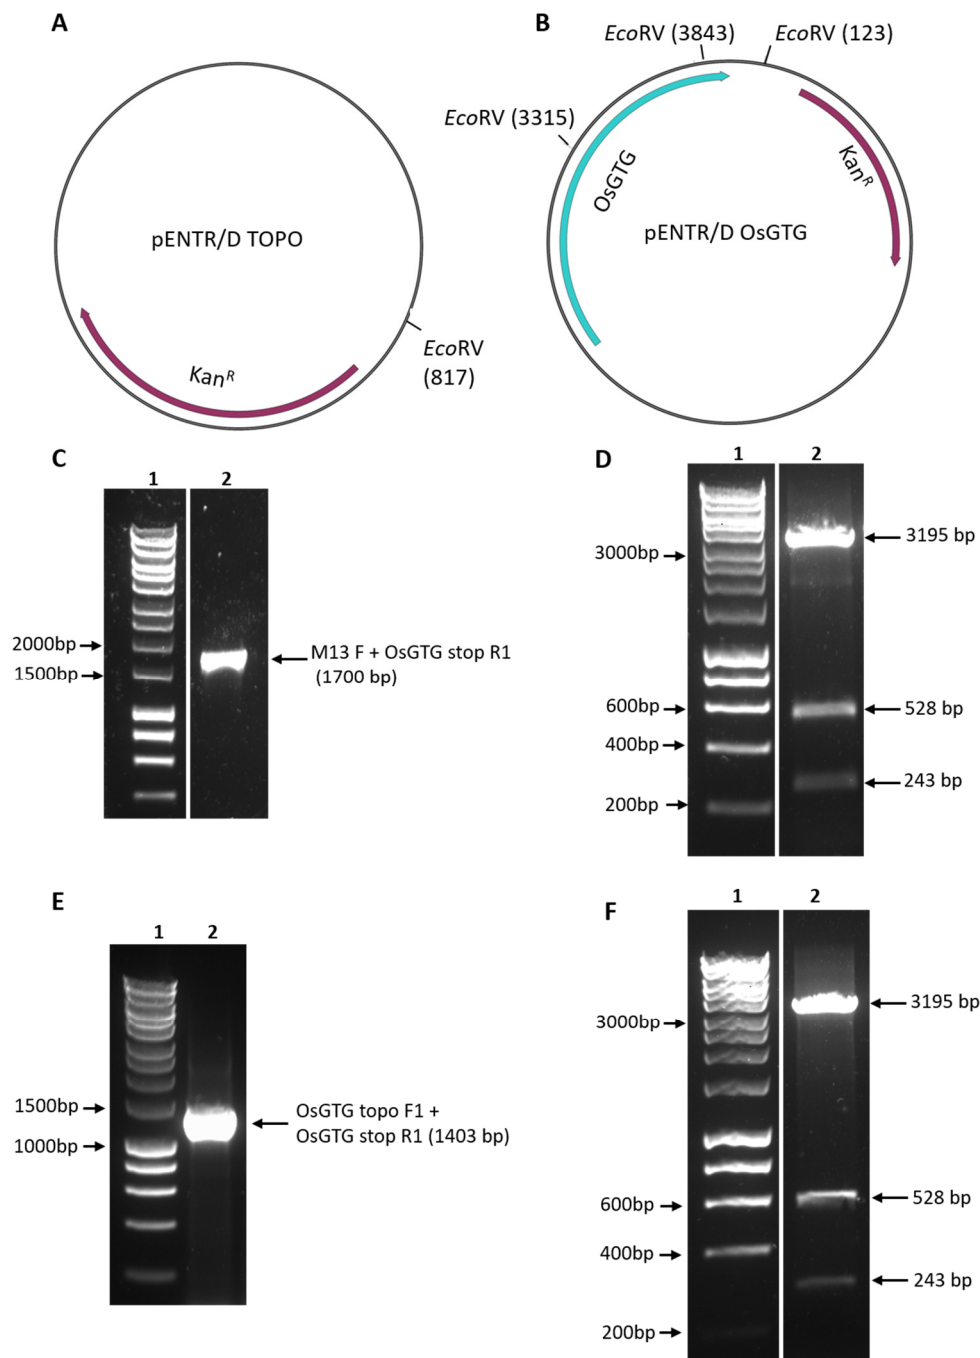 A
pENTR/D TOPO
EcoRV
(817)
Kanᴿ
B
EcoRV (3843)
EcoRV (123)
EcoRV (3315)
OsGTG
Kanᴿ
pENTR/D OsGTG
C
1 2
2000bp
1500bp
M13 F + OsGTG stop R1
(1700 bp)
D
1 2
3000bp
600bp
400bp
200bp
3195 bp
528 bp
243 bp
E
1 2
1500bp
1000bp
OsGTG topo F1 +
OsGTG stop R1 (1403 bp)
F
1 2
3000bp
600bp
400bp
200bp
3195 bp
528 bp
243 bp